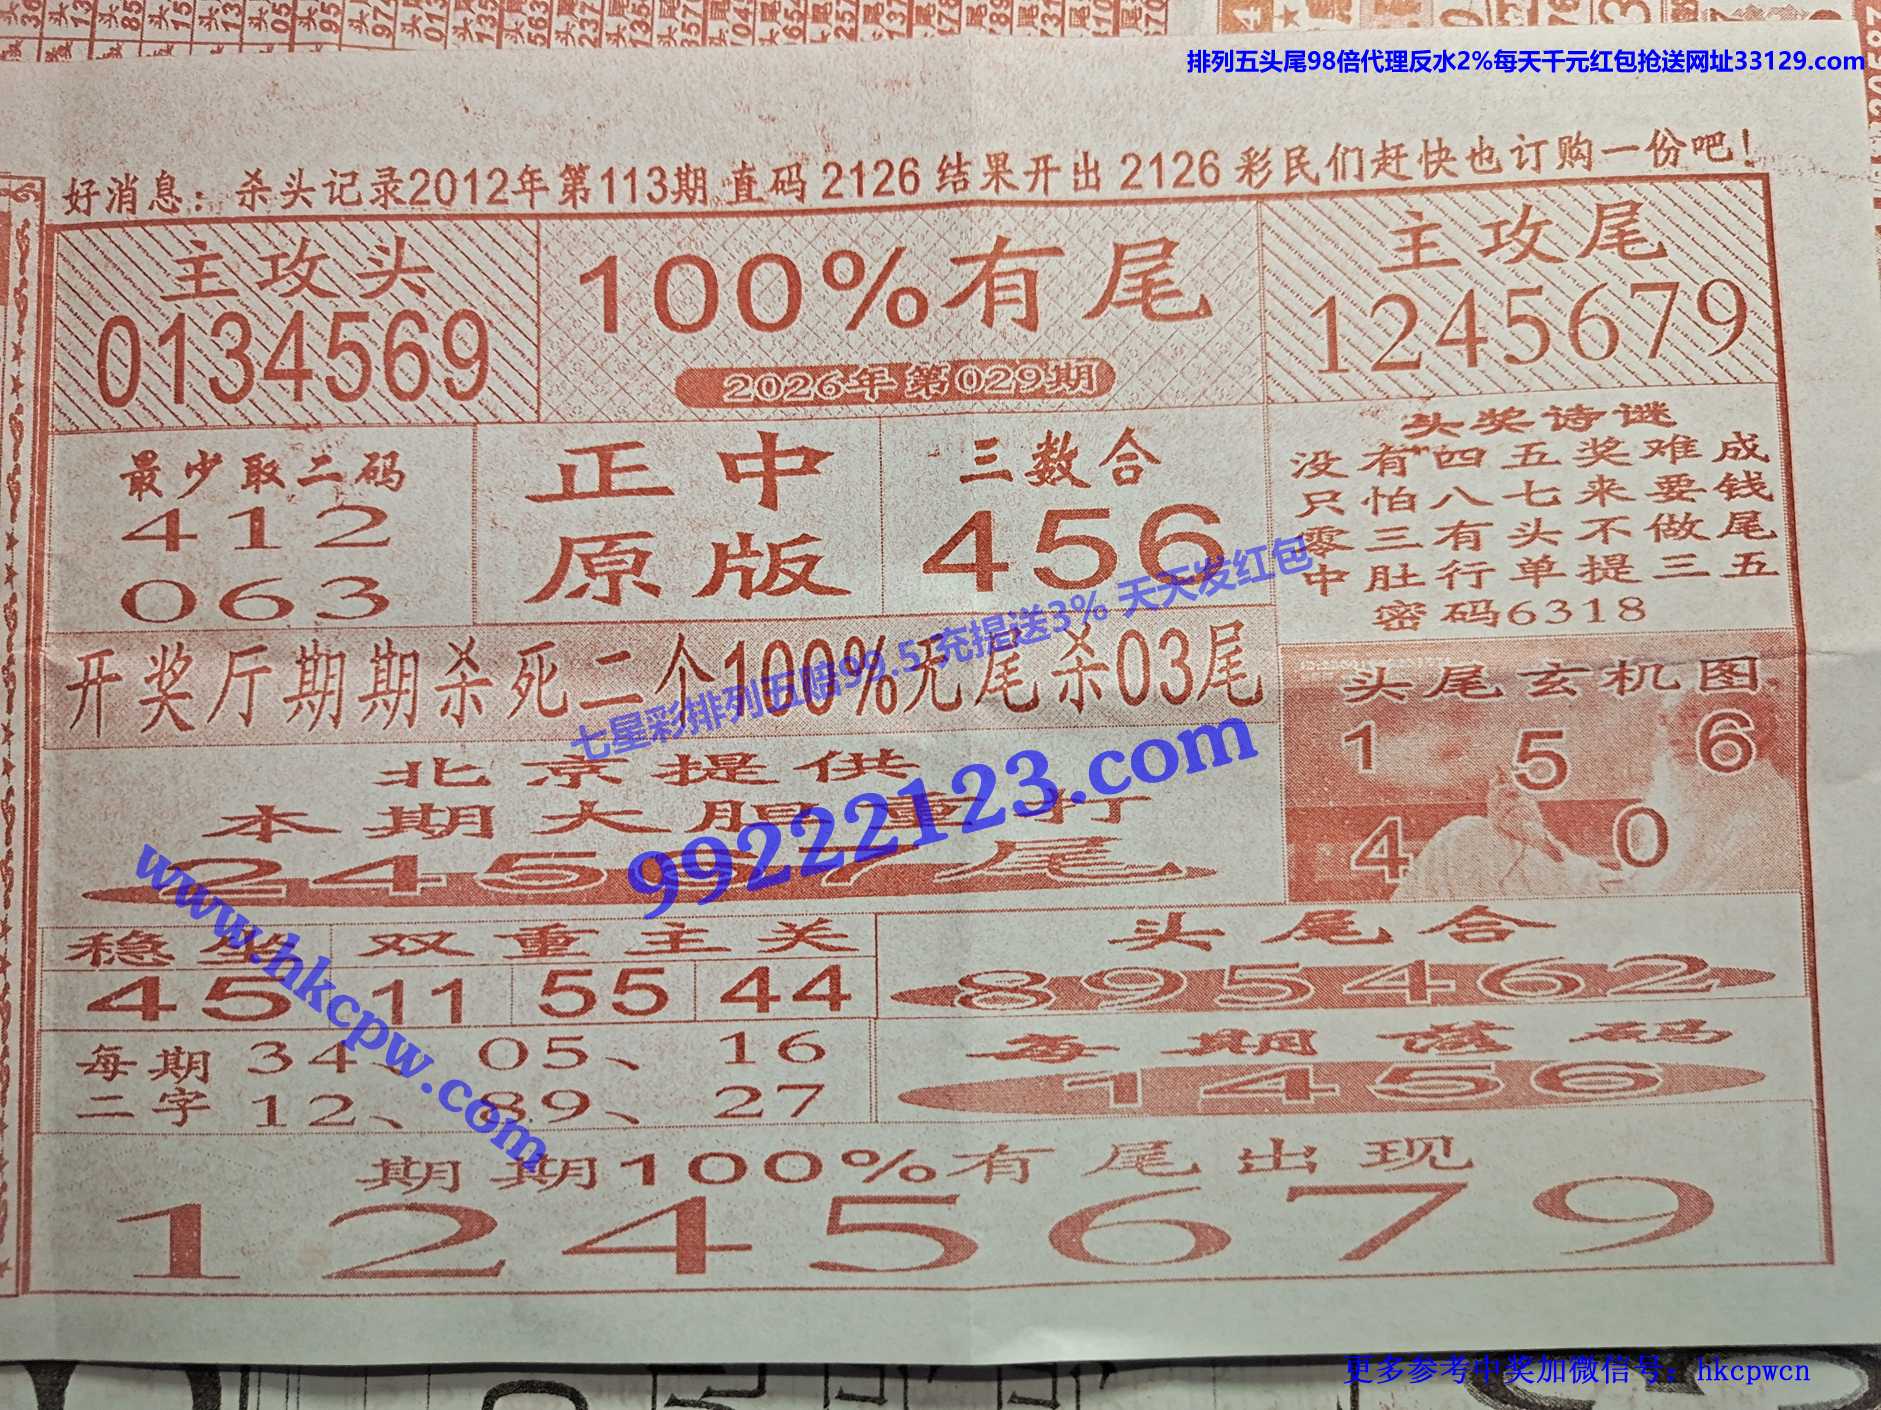 排列五头尾98倍代理反水2%每天千元红包抢送网址33129.com
好消息：杀头记录2012年第113期 直码 2126 结果开出 2126 彩民们赶快也订购一份吧！
主攻头
0134569
100%有尾
2026年第029期
主攻尾
1245679
最少取二码
412
063
正中
原版
三数合
456
头奖诗谜
没有四五奖难成
只怕八七来要钱
零三有头不做尾
中肚行单提三五
密码6318
开奖厅期期杀死二个100%无尾杀03尾
七星彩排列五赔99.5 充提送3% 天天发红包
99222123.com
头尾玄机图
1 5 6
4 0
北京提供
本期大胆重打
24567尾
www.hkcpw.com
稳坐 双重主关
45 11 55 44
头尾合
895462
每期 34、 05、 16
二字 12、 89、 27
每期落码
1456
期期100%有尾出现
1245679
更多参考中奖加微信号：hkcpwcn